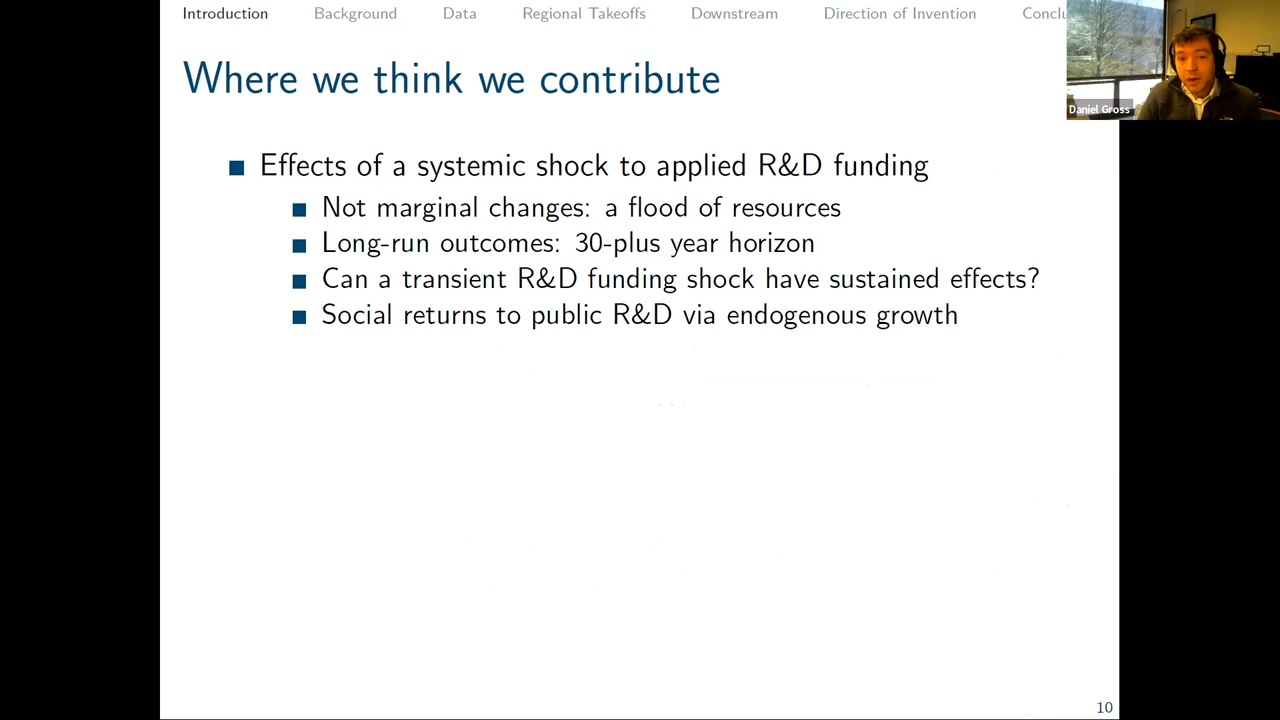 Introduction Background Data Regional Takeoffs Downstream Direction of Invention
Daniel Gross
Where we think we contribute
Effects of a systemic shock to applied R&D funding
Not marginal changes: a flood of resources
Long-run outcomes: 30-plus year horizon
Can a transient R&D funding shock have sustained effects?
Social returns to public R&D via endogenous growth
10